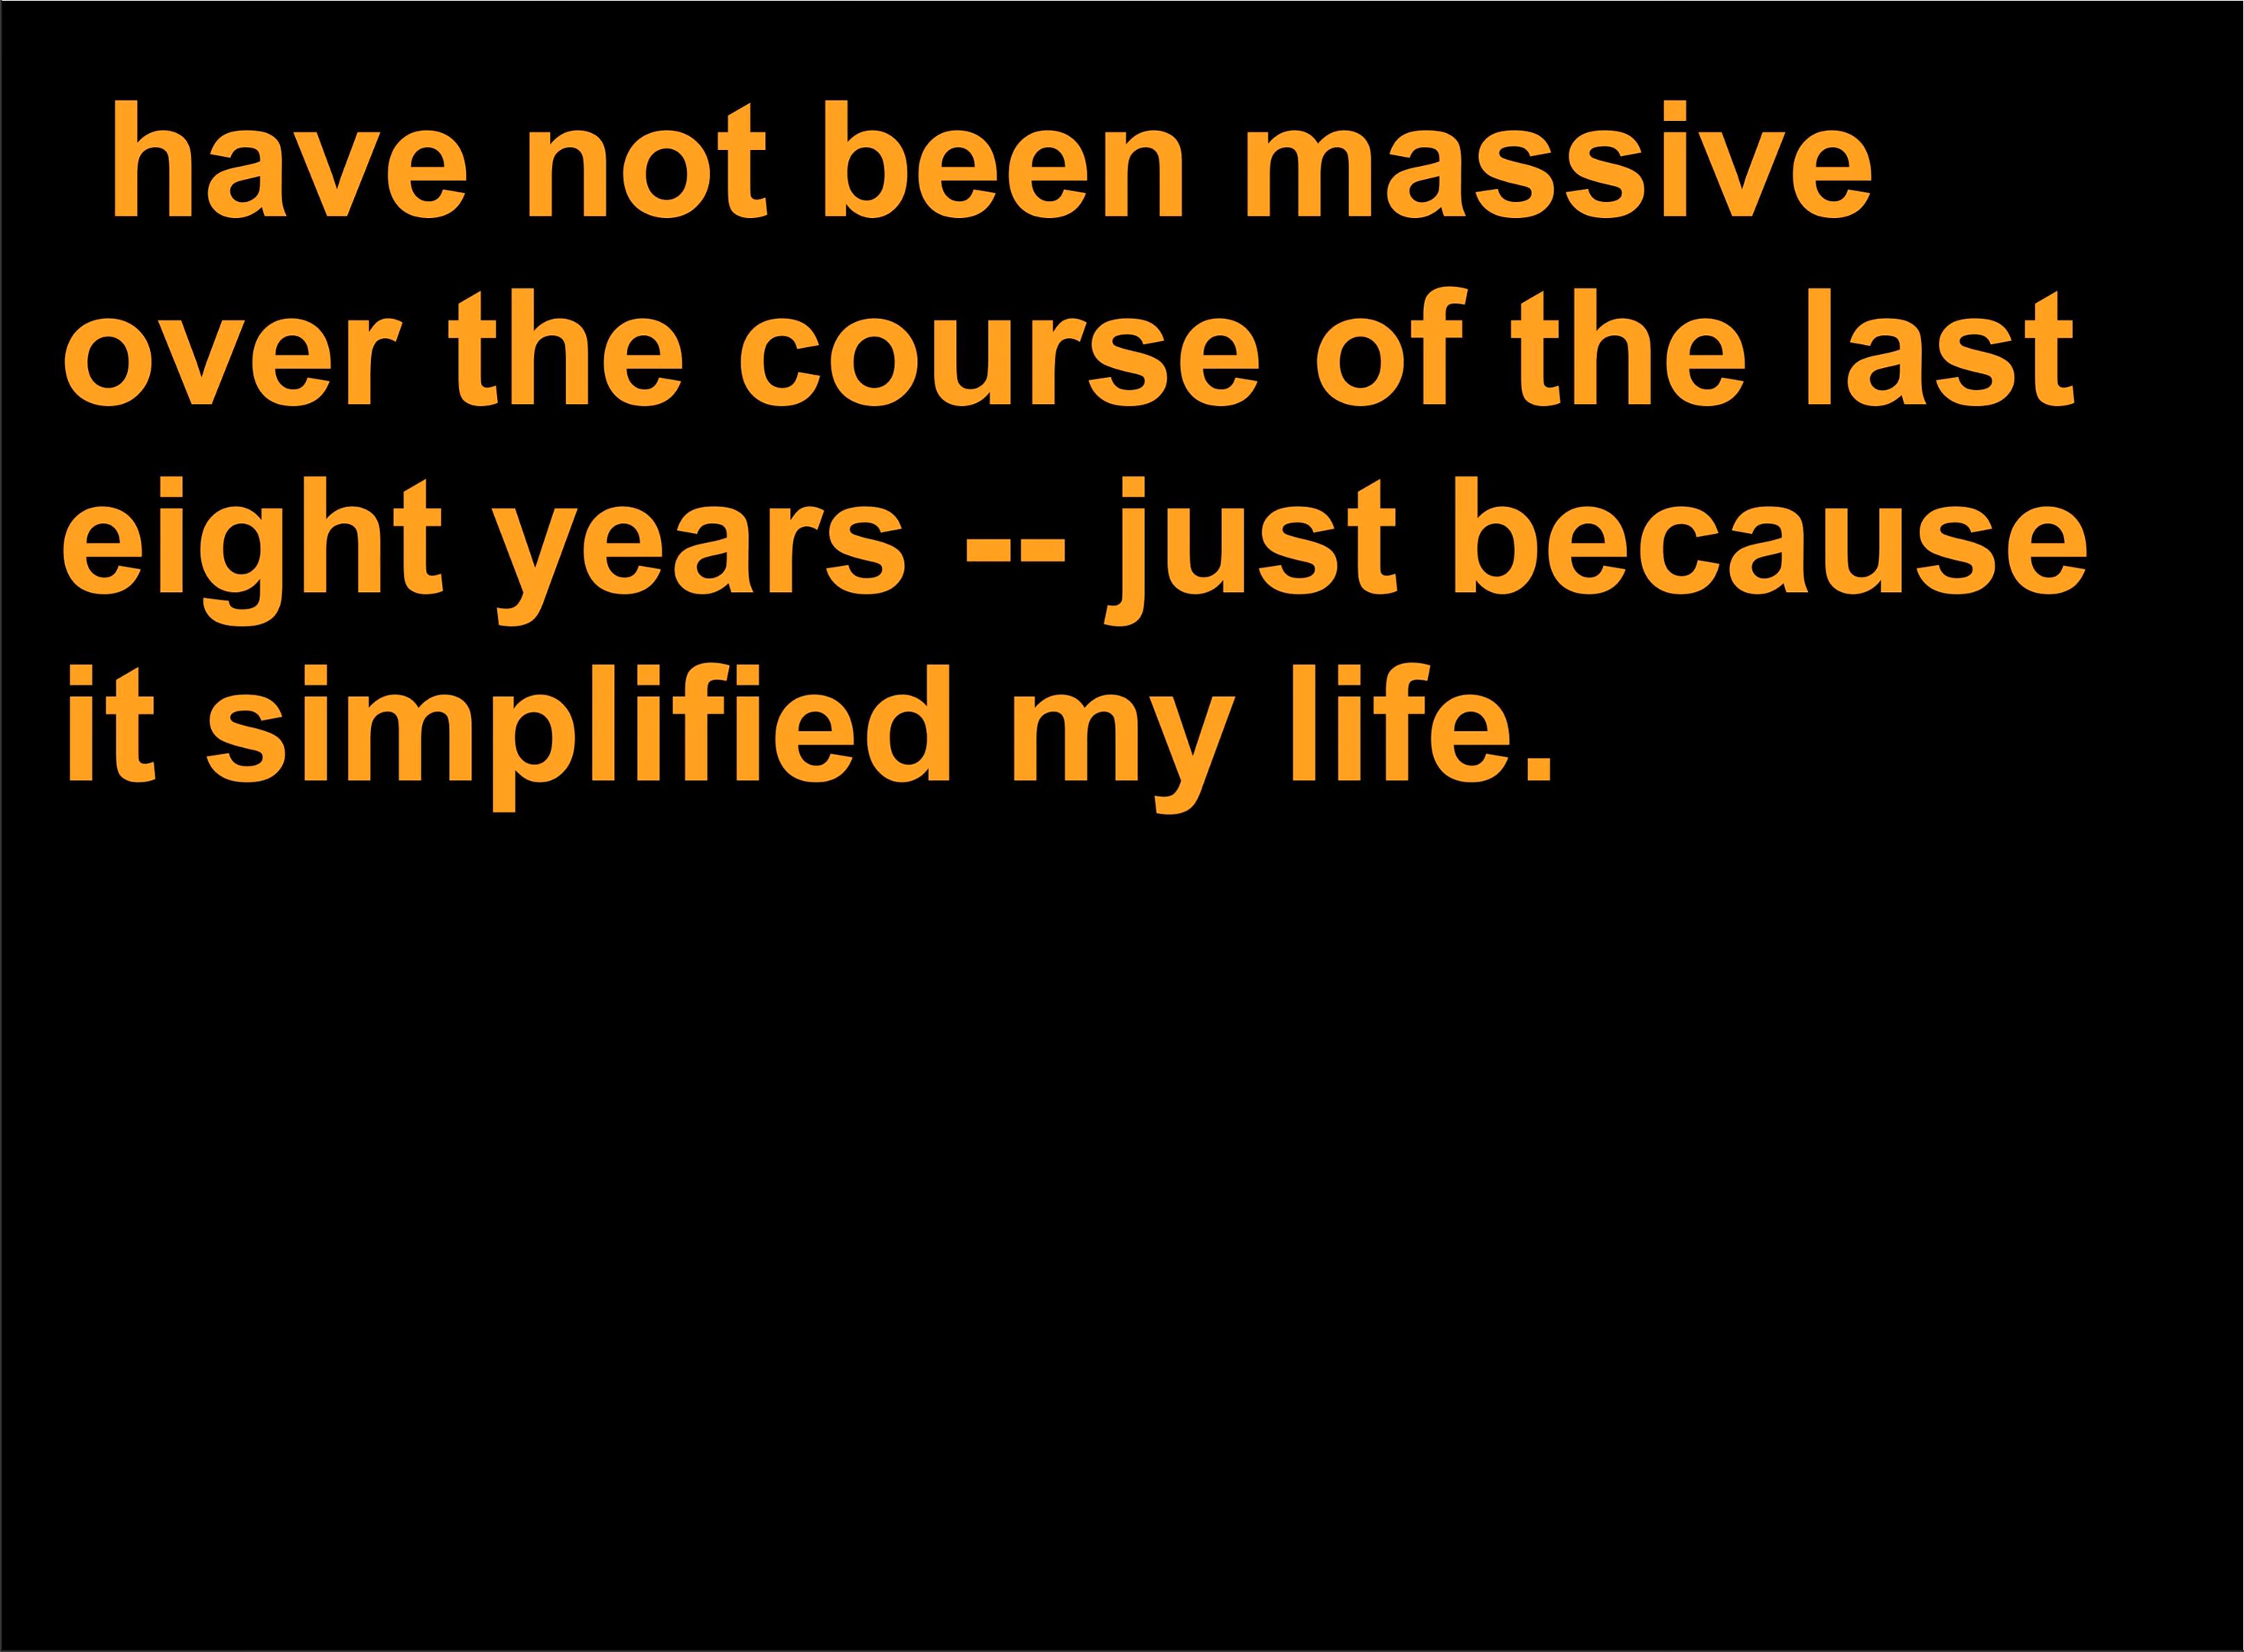 have not been massive
over the course of the last
eight years -- just because
it simplified my life.